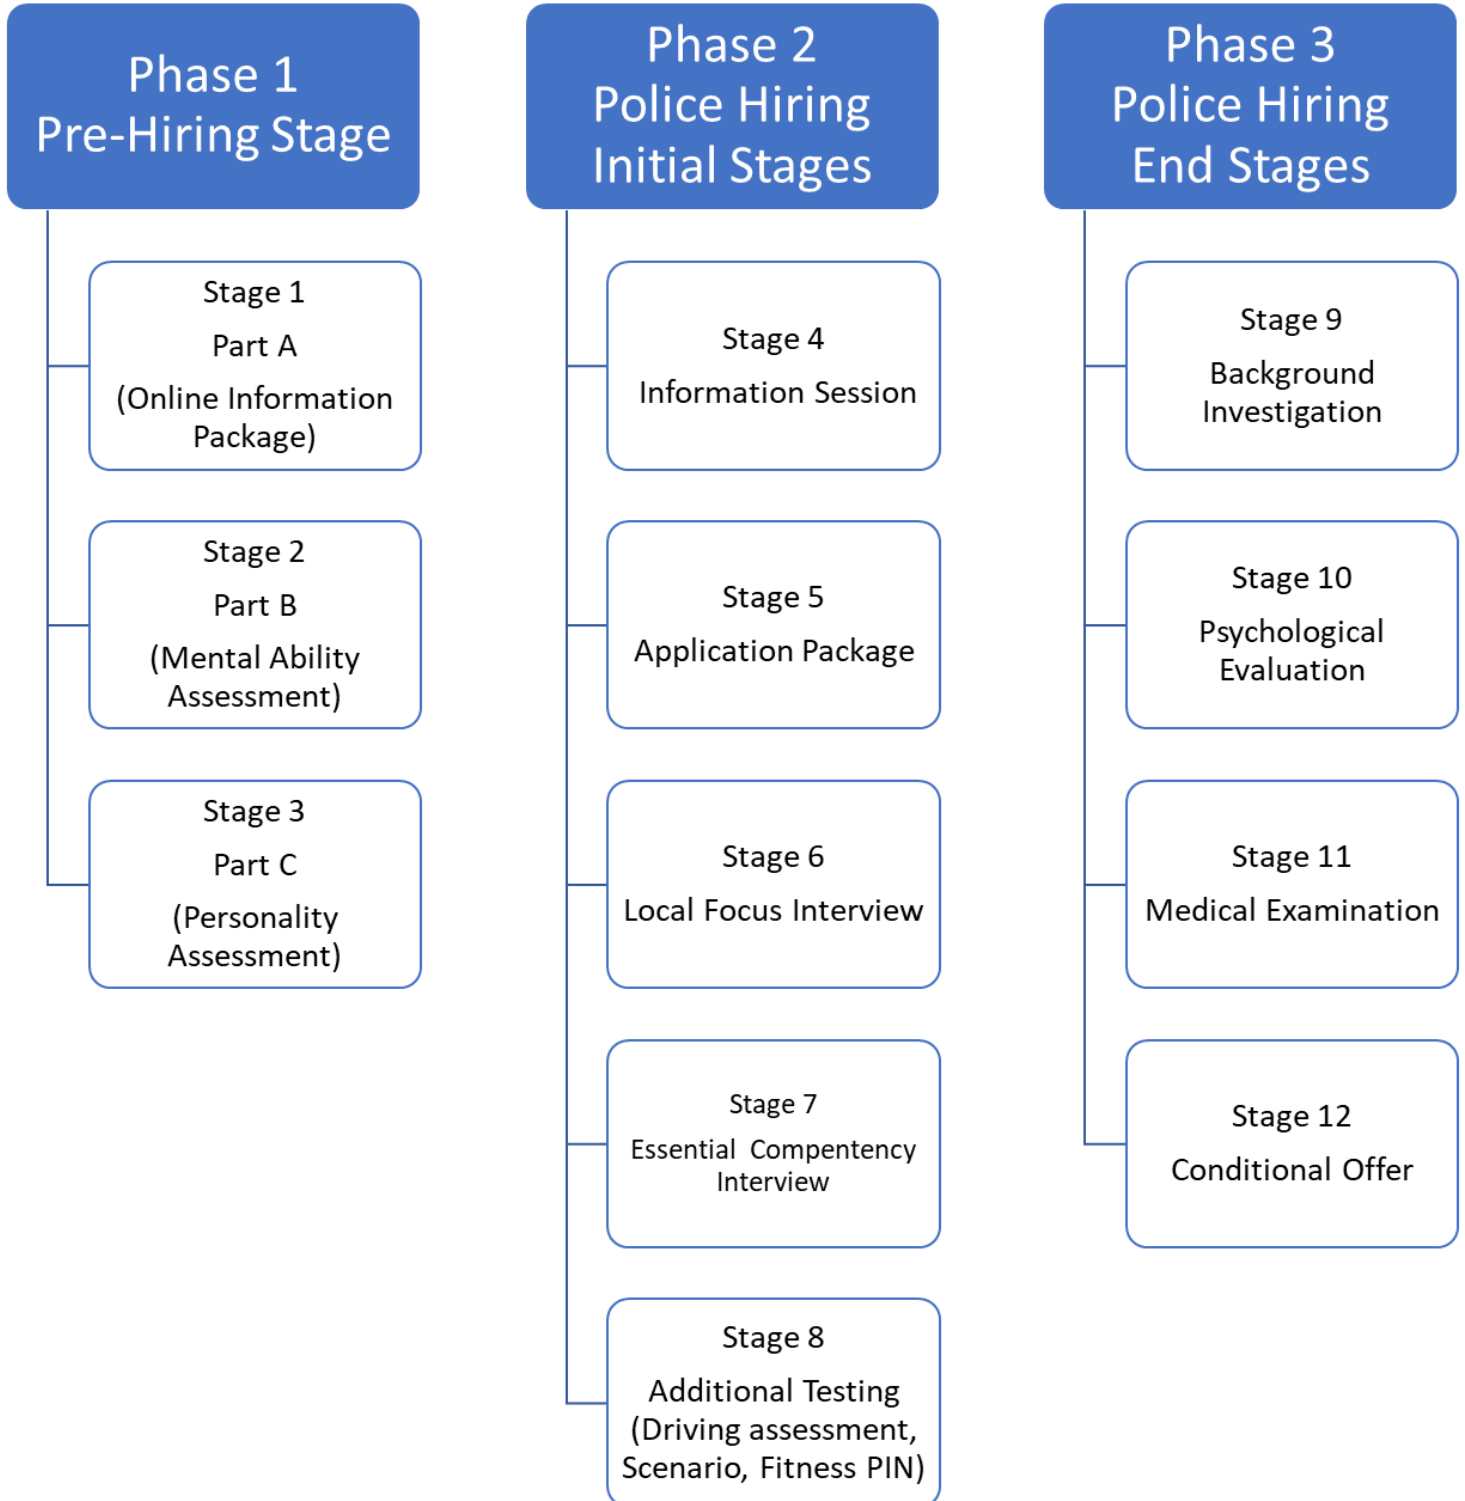 Phase 1
Pre-Hiring Stage
Stage 1
Part A
(Online Information
Package)
Stage 2
Part B
(Mental Ability
Assessment)
Stage 3
Part C
(Personality
Assessment)
Phase 2
Police Hiring
Initial Stages
Stage 4
Information Session
Stage 5
Application Package
Stage 6
Local Focus Interview
Stage 7
Essential Compentency
Interview
Stage 8
Additional Testing
(Driving assessment,
Scenario, Fitness PIN)
Phase 3
Police Hiring
End Stages
Stage 9
Background
Investigation
Stage 10
Psychological
Evaluation
Stage 11
Medical Examination
Stage 12
Conditional Offer